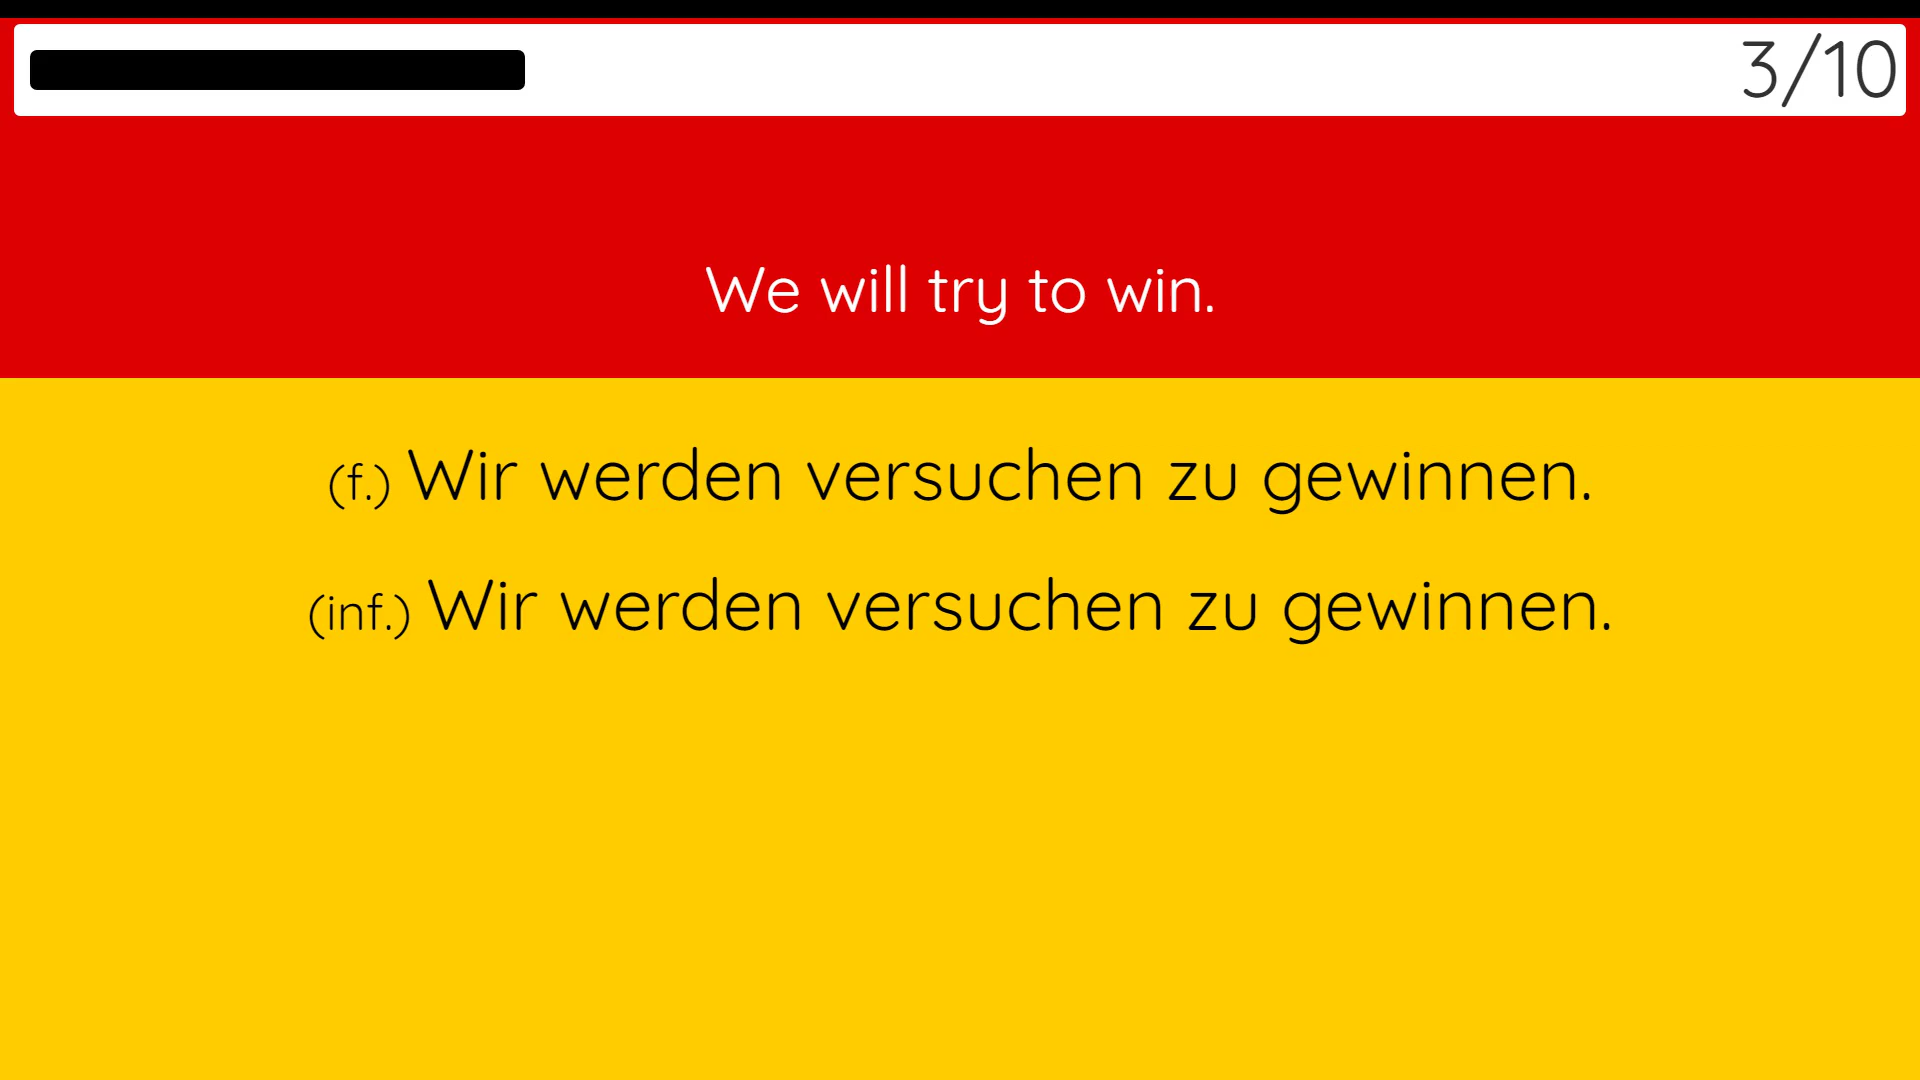 3/10
We will try to win.
(f.) Wir werden versuchen zu gewinnen.
(inf.) Wir werden versuchen zu gewinnen.